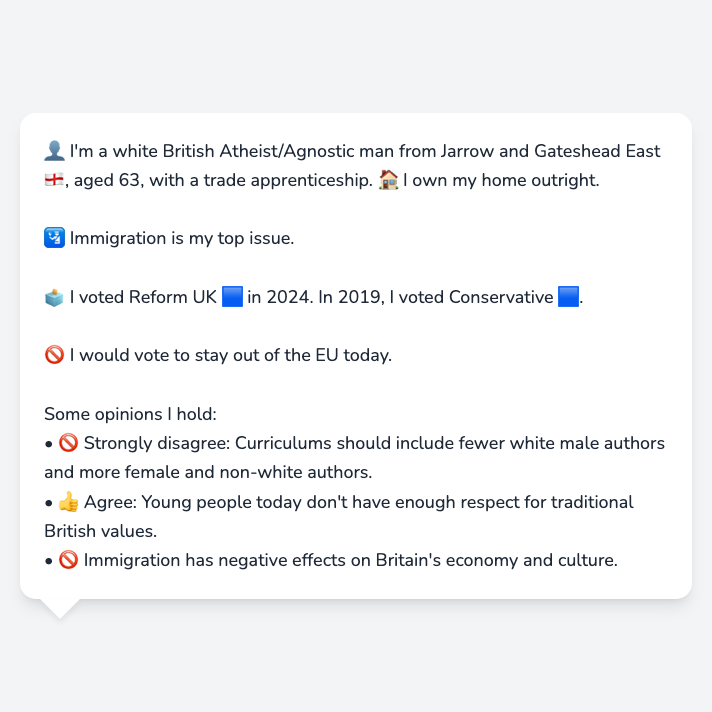 👤 I'm a white British Atheist/Agnostic man from Jarrow and Gateshead East
🏴󠁧󠁢󠁥󠁮󠁧󠁿, aged 63, with a trade apprenticeship. 🏠 I own my home outright.
🛂 Immigration is my top issue.
🗳️ I voted Reform UK 🟦 in 2024. In 2019, I voted Conservative 🟦.
🚫 I would vote to stay out of the EU today.
Some opinions I hold:
• 🚫 Strongly disagree: Curriculums should include fewer white male authors
and more female and non-white authors.
• 👍 Agree: Young people today don't have enough respect for traditional
British values.
• 🚫 Immigration has negative effects on Britain's economy and culture.